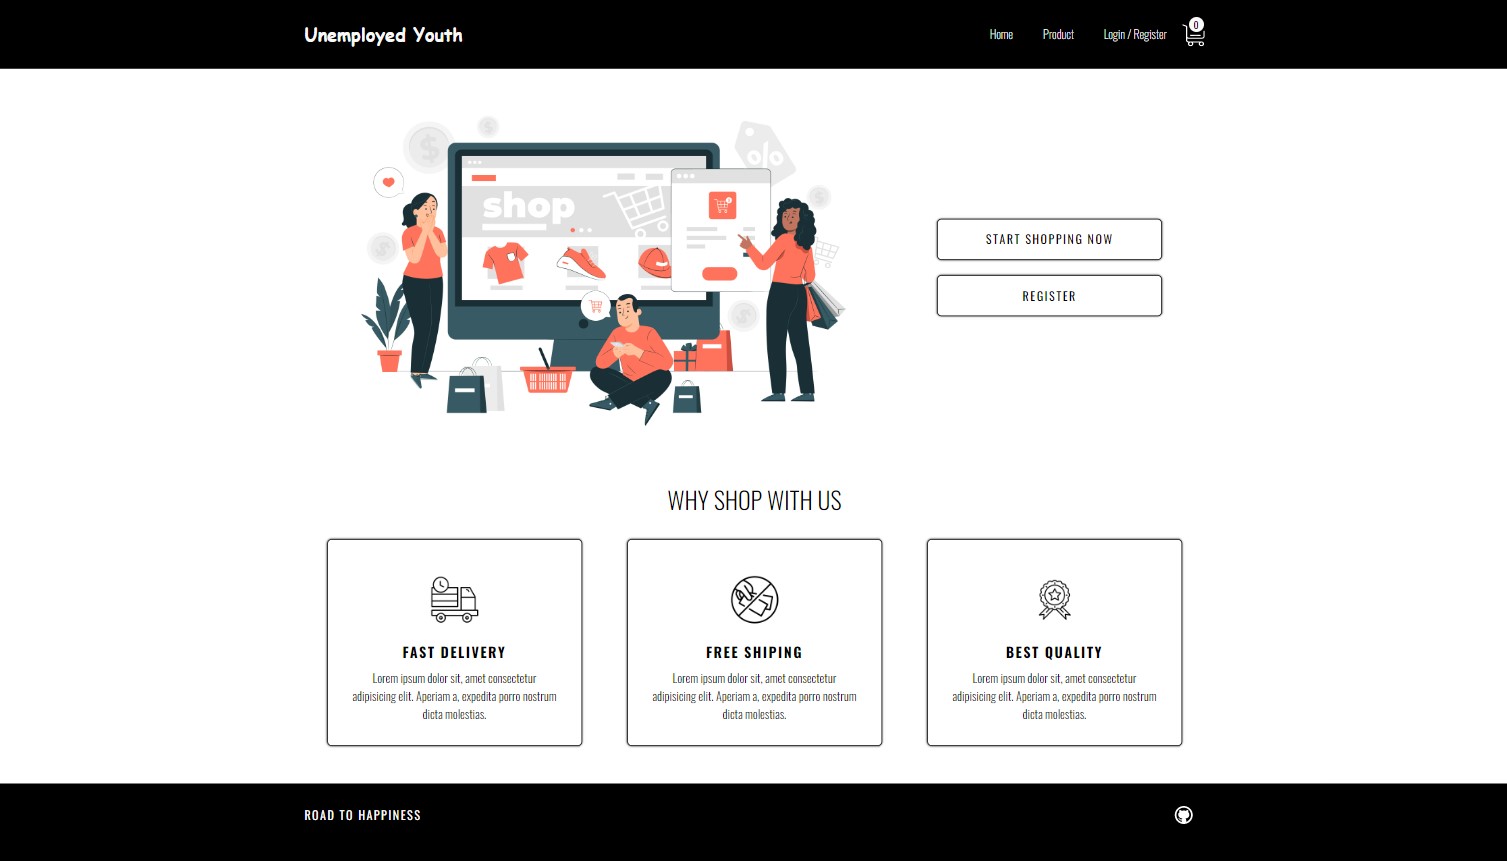 Unemployed Youth
Home
Product
Login / Register
0
$
$
%
shop
$
$
$
START SHOPPING NOW
REGISTER
WHY SHOP WITH US
FAST DELIVERY
Lorem ipsum dolor sit, amet consectetur
adipisicing elit. Aperiam a, expedita porro nostrum
dicta molestias.
FREE SHIPING
Lorem ipsum dolor sit, amet consectetur
adipisicing elit. Aperiam a, expedita porro nostrum
dicta molestias.
BEST QUALITY
Lorem ipsum dolor sit, amet consectetur
adipisicing elit. Aperiam a, expedita porro nostrum
dicta molestias.
ROAD TO HAPPINESS